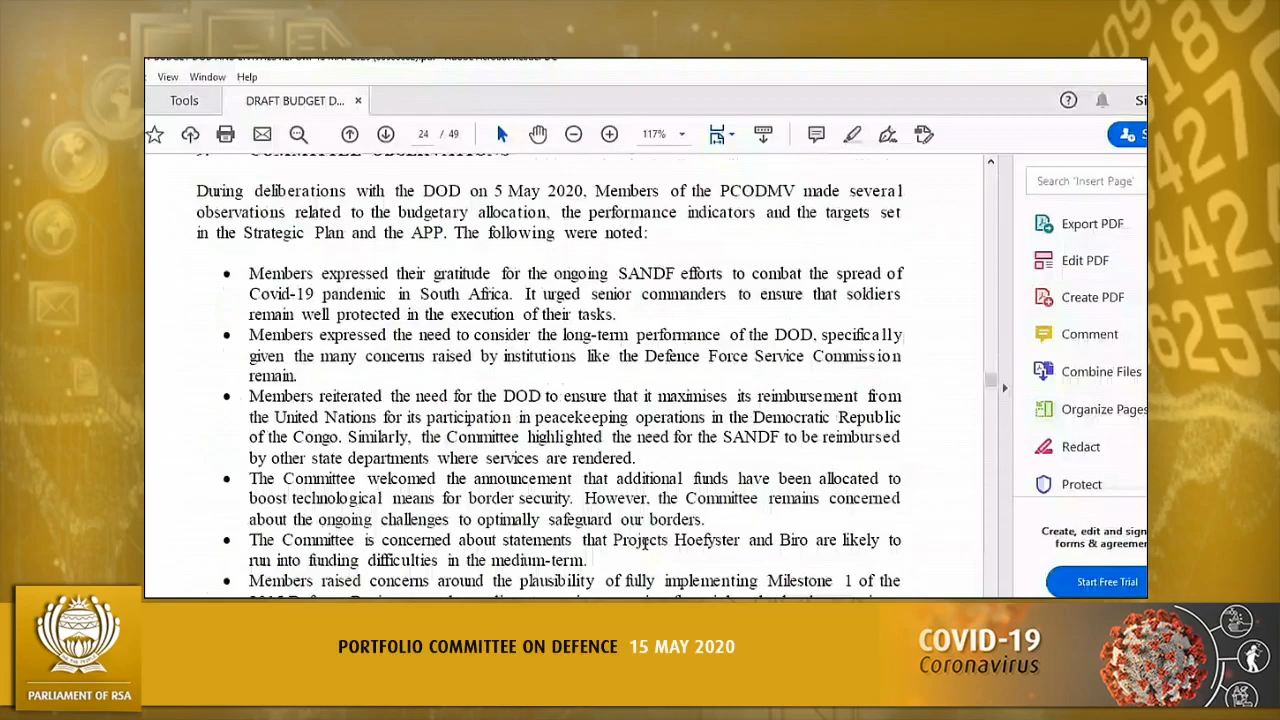 View Window Help
Tools
DRAFT BUDGET D... ×
24 / 49
117%
COMMITTEE OBSERVATIONS
During deliberations with the DOD on 5 May 2020, Members of the PCODMV made several
observations related to the budgetary allocation, the performance indicators and the targets set
in the Strategic Plan and the APP. The following were noted:
• Members expressed their gratitude for the ongoing SANDF efforts to combat the spread of
Covid-19 pandemic in South Africa. It urged senior commanders to ensure that soldiers
remain well protected in the execution of their tasks.
• Members expressed the need to consider the long-term performance of the DOD, specifically
given the many concerns raised by institutions like the Defence Force Service Commission
remain.
• Members reiterated the need for the DOD to ensure that it maximises its reimbursement from
the United Nations for its participation in peacekeeping operations in the Democratic Republic
of the Congo. Similarly, the Committee highlighted the need for the SANDF to be reimbursed
by other state departments where services are rendered.
• The Committee welcomed the announcement that additional funds have been allocated to
boost technological means for border security. However, the Committee remains concerned
about the ongoing challenges to optimally safeguard our borders.
• The Committee is concerned about statements that Projects Hoefyster and Biro are likely to
run into funding difficulties in the medium-term.
• Members raised concerns around the plausibility of fully implementing Milestone 1 of the
Search 'Insert Page'
Export PDF
Edit PDF
Create PDF
Comment
Combine Files
Organize Pages
Redact
Protect
Create, edit and sign
forms & agreemen
Start Free Trial
PARLIAMENT OF RSA
PORTFOLIO COMMITTEE ON DEFENCE 15 MAY 2020
COVID-19
Coronavirus